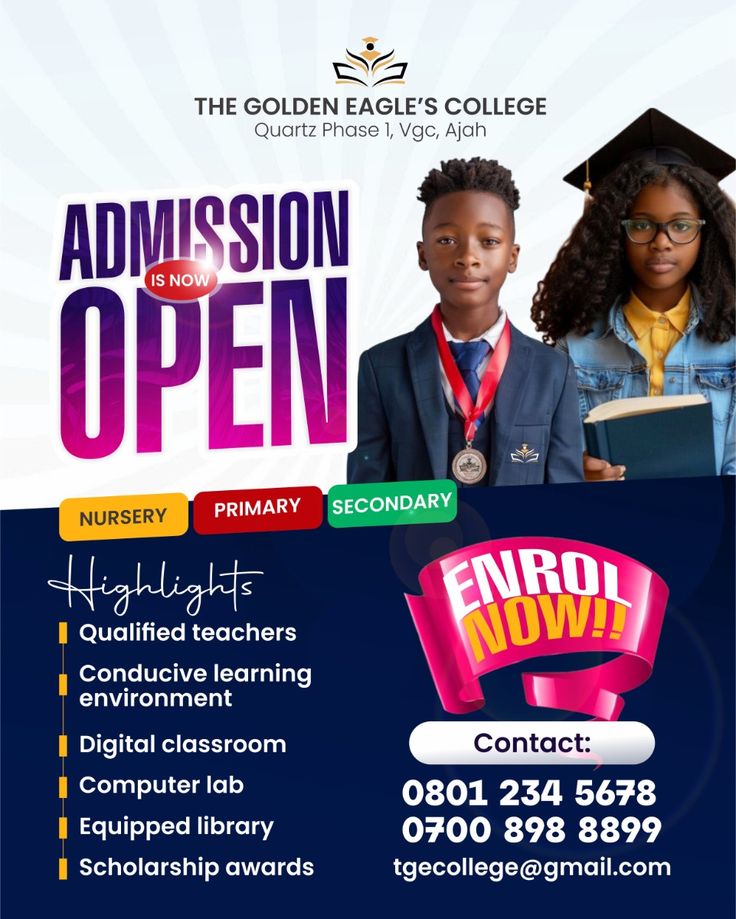 THE GOLDEN EAGLE'S COLLEGE
Quartz Phase 1, Vgc, Ajah
ADMISSION
IS NOW
OPEN
NURSERY
PRIMARY
SECONDARY
Highlights
Qualified teachers
Conducive learning
environment
Digital classroom
Computer lab
Equipped library
Scholarship awards
ENROL
NOW!!
Contact:
0801 234 5678
0700 898 8899
tgecollege@gmail.com